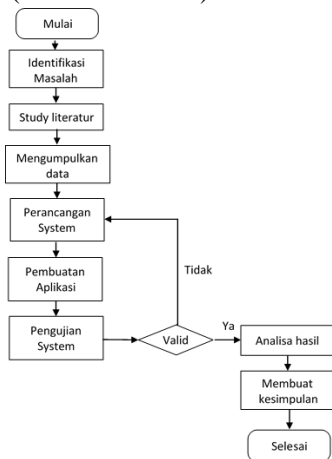 Mulai
Identifikasi
Masalah
Study literatur
Mengumpulkan
data
Perancangan
System
Pembuatan
Aplikasi
Tidak
Pengujian
System
Valid
Ya
Analisa hasil
Membuat
kesimpulan
Selesai